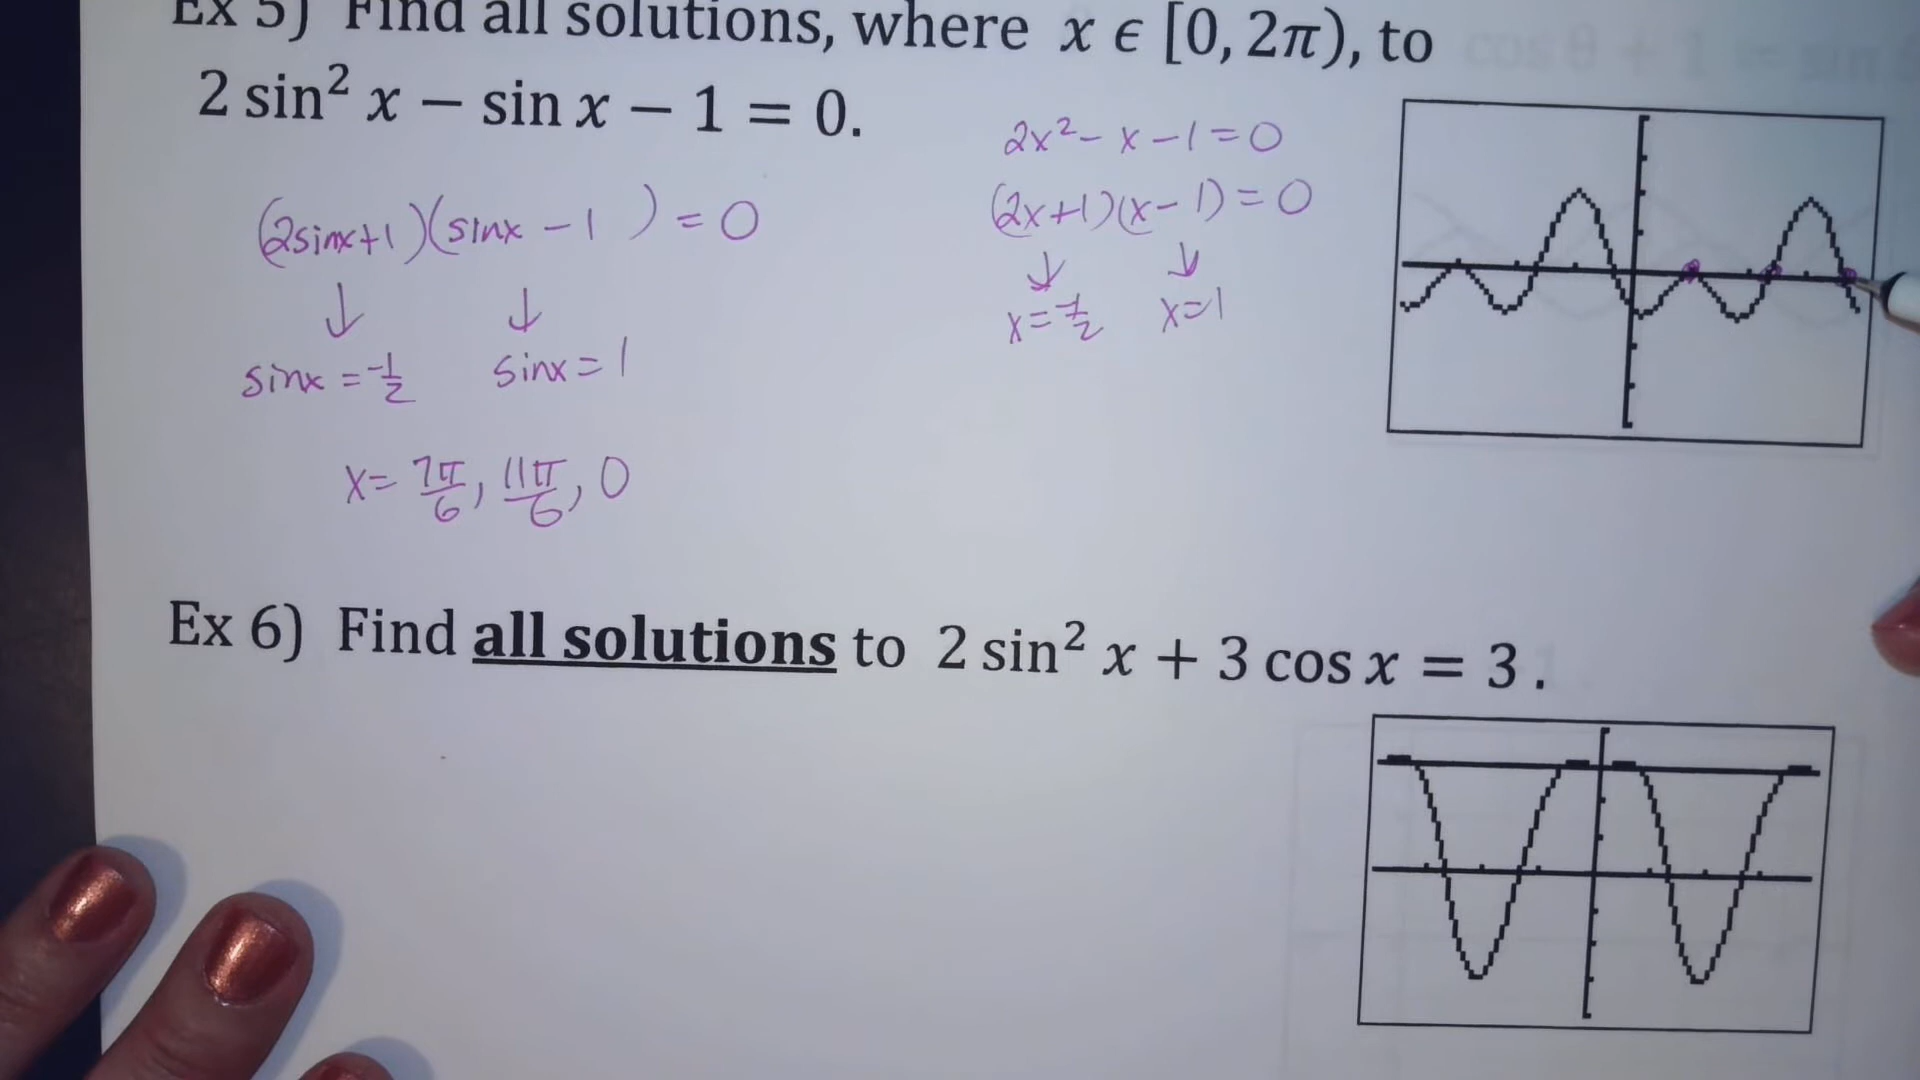 Ex 5) Find all solutions, where x ϵ [0, 2π), to
2 sin² x − sin x − 1 = 0.
(2sinx+1)(sinx − 1 ) = 0
↓ ↓
sinx = -1/2 sinx = 1
x = 7π/6, 11π/6, 0
2x² − x − 1 = 0
(2x+1)(x − 1) = 0
↓ ↓
x = -1/2 x = 1
Ex 6) Find all solutions to 2 sin² x + 3 cos x = 3 .